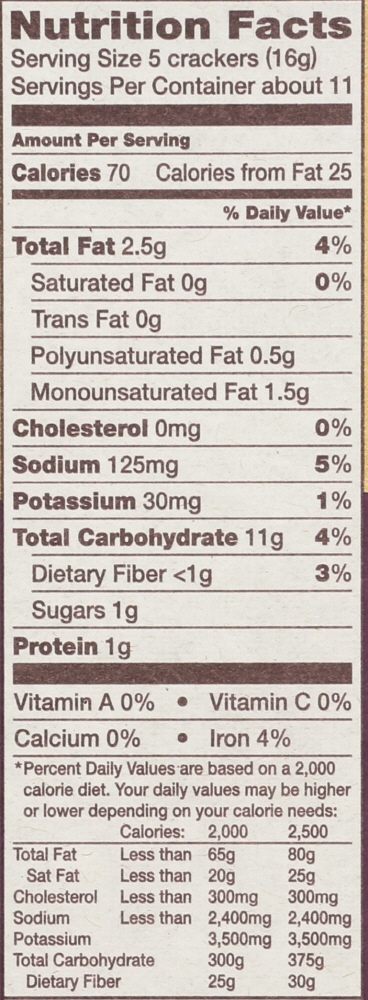 Nutrition Facts
Serving Size 5 crackers (16g)
Servings Per Container about 11
Amount Per Serving
Calories 70 Calories from Fat 25
% Daily Value*
Total Fat 2.5g 4%
Saturated Fat 0g 0%
Trans Fat 0g
Polyunsaturated Fat 0.5g
Monounsaturated Fat 1.5g
Cholesterol 0mg 0%
Sodium 125mg 5%
Potassium 30mg 1%
Total Carbohydrate 11g 4%
Dietary Fiber <1g 3%
Sugars 1g
Protein 1g
Vitamin A 0% • Vitamin C 0%
Calcium 0% • Iron 4%
*Percent Daily Values are based on a 2,000
calorie diet. Your daily values may be higher
or lower depending on your calorie needs:
Calories: 2,000 2,500
Total Fat Less than 65g 80g
Sat Fat Less than 20g 25g
Cholesterol Less than 300mg 300mg
Sodium Less than 2,400mg 2,400mg
Potassium 3,500mg 3,500mg
Total Carbohydrate 300g 375g
Dietary Fiber 25g 30g